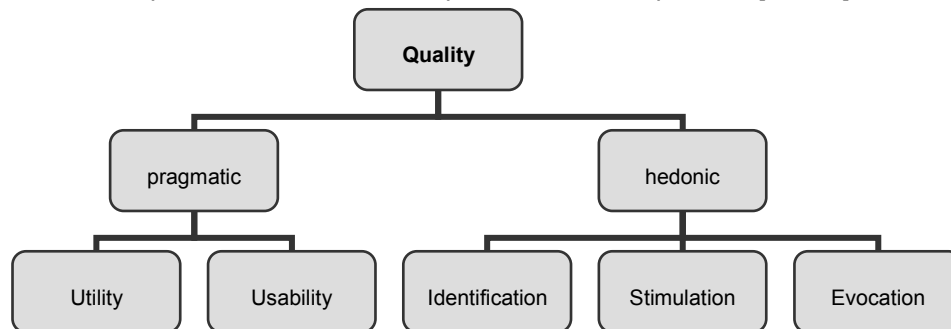 Quality
pragmatic
hedonic
Utility
Usability
Identification
Stimulation
Evocation